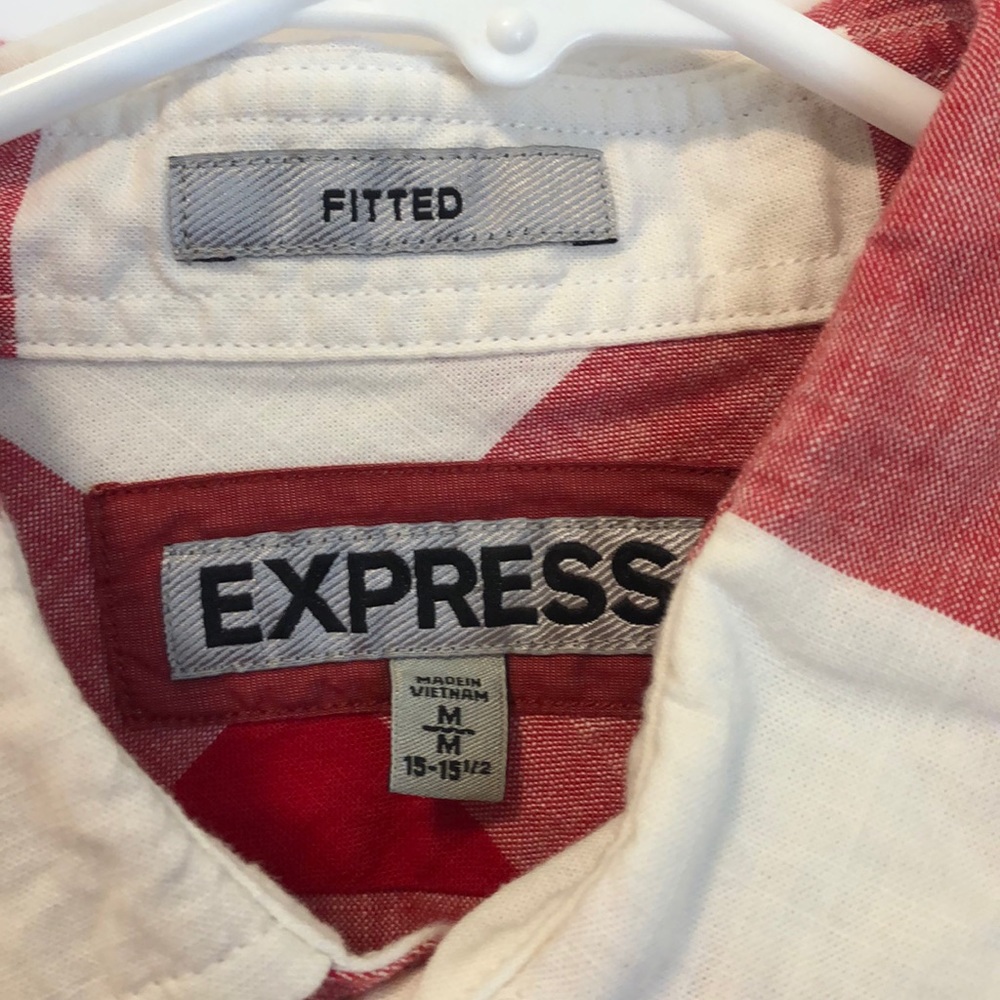 FITTED
EXPRESS
MADE IN
VIETNAM
M
M
15-15 1/2